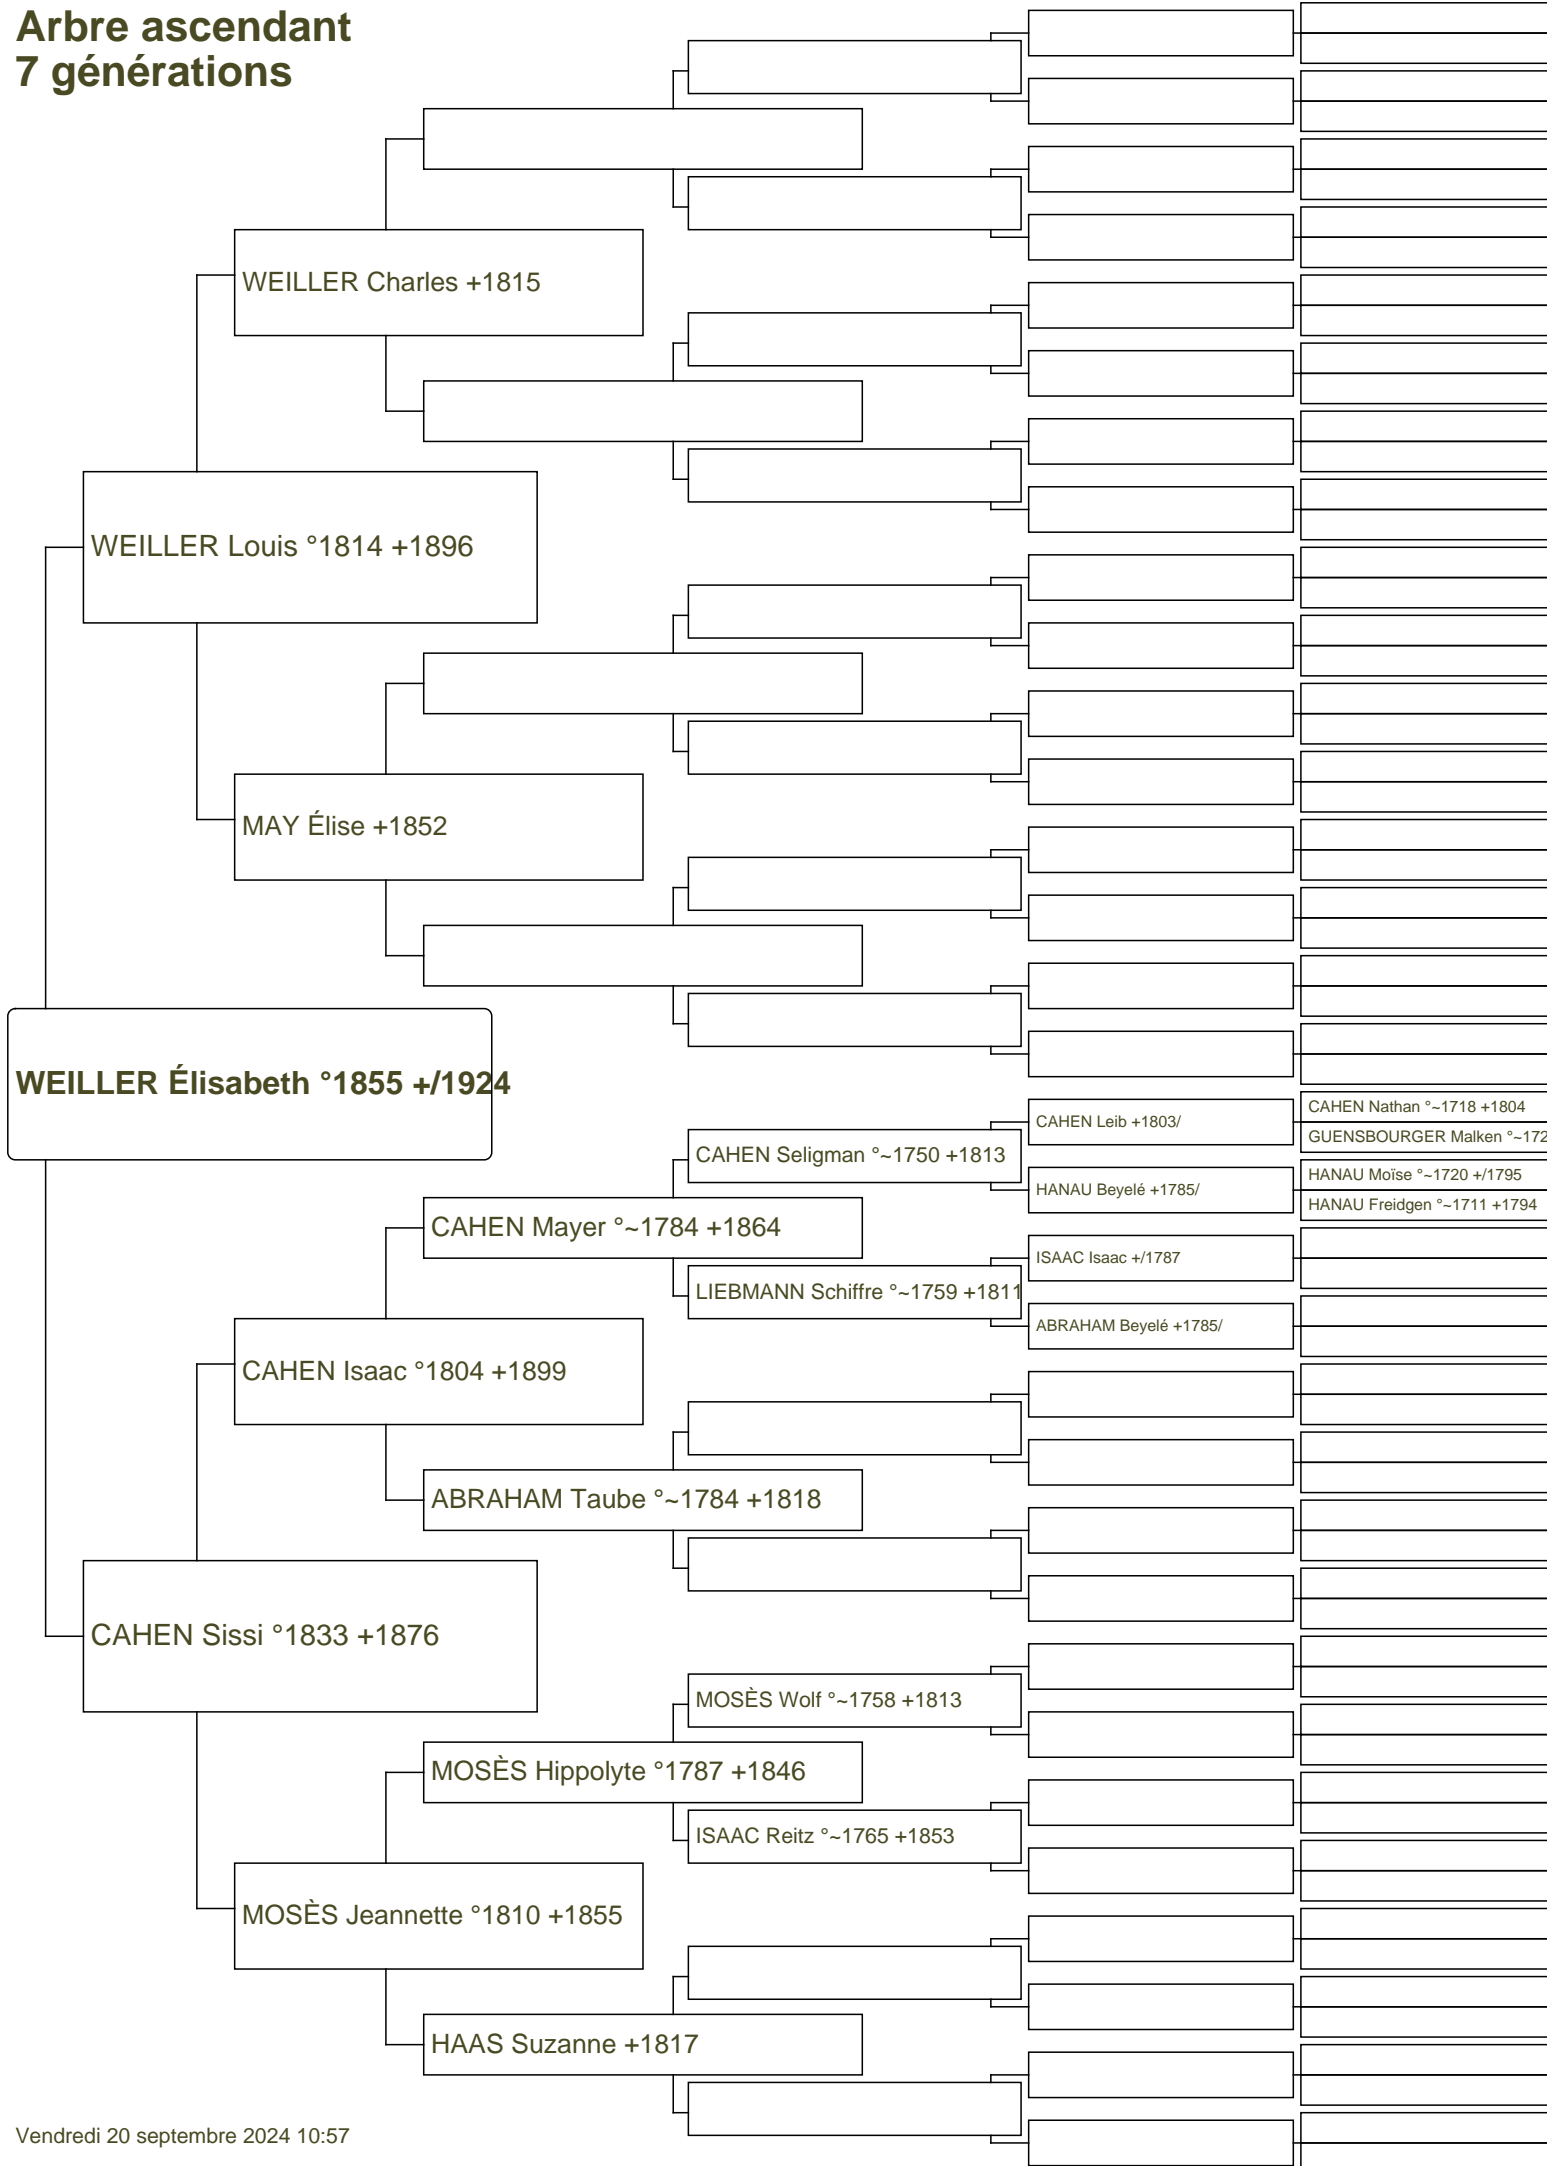 Arbre ascendant
7 générations
WEILLER Charles +1815
WEILLER Louis °1814 +1896
MAY Élise +1852
WEILLER Élisabeth °1855 +/1924
CAHEN Nathan °~1718 +1804
CAHEN Leib +1803/
GUENSBOURGER Malken °~172
CAHEN Seligman °~1750 +1813
HANAU Moïse °~1720 +/1795
HANAU Beyelé +1785/
HANAU Freidgen °~1711 +1794
CAHEN Mayer °~1784 +1864
ISAAC Isaac +/1787
LIEBMANN Schiffre °~1759 +1811
ABRAHAM Beyelé +1785/
CAHEN Isaac °1804 +1899
ABRAHAM Taube °~1784 +1818
CAHEN Sissi °1833 +1876
MOSÈS Wolf °~1758 +1813
MOSÈS Hippolyte °1787 +1846
ISAAC Reitz °~1765 +1853
MOSÈS Jeannette °1810 +1855
HAAS Suzanne +1817
Vendredi 20 septembre 2024 10:57